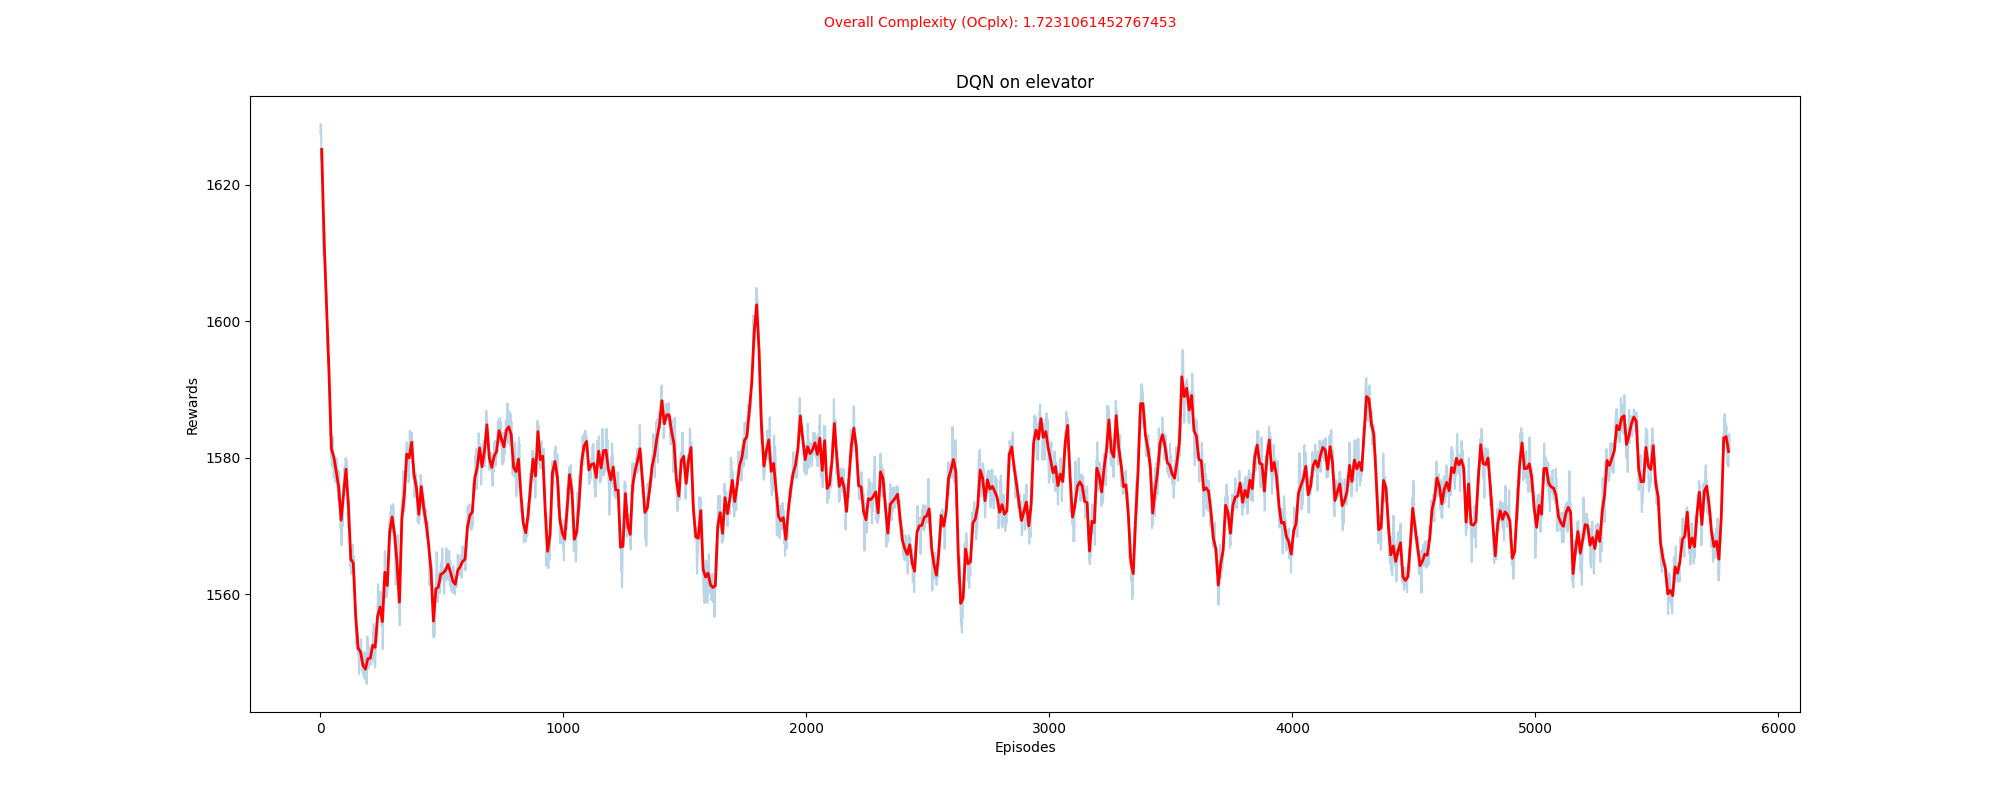 Overall Complexity (OCplx): 1.7231061452767453
DQN on elevator
1620
1600
1580
1560
Rewards
0 1000 2000 3000 4000 5000 6000
Episodes